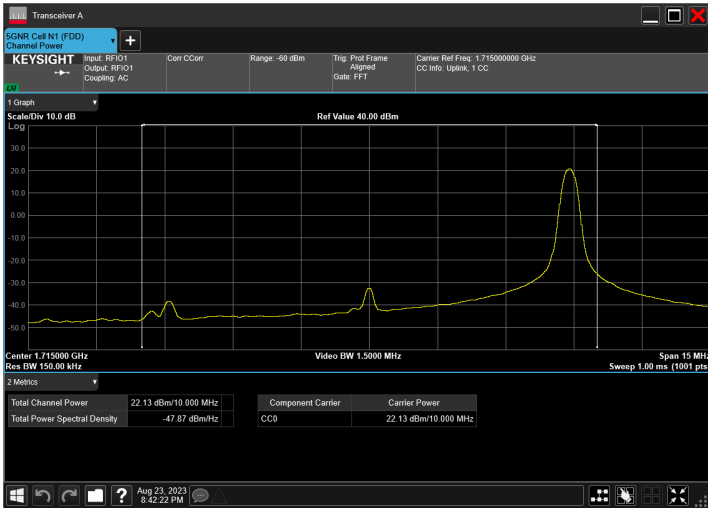 Transceiver A
5GNR Cell N1 (FDD)
Channel Power
KEYSIGHT
LXI
Input: RFIO1
Output: RFIO1
Coupling: AC
Corr CCorr
Range: -60 dBm
Trig: Prot Frame
Aligned
Gate: FFT
Carrier Ref Freq: 1.715000000 GHz
CC Info: Uplink, 1 CC
1 Graph
Scale/Div 10.0 dB
Ref Value 40.00 dBm
Log
30.0
20.0
10.0
0.00
-10.0
-20.0
-30.0
-40.0
-50.0
Center 1.715000 GHz
Video BW 1.5000 MHz
Span 15 MHz
Res BW 150.00 kHz
Sweep 1.00 ms (1001 pts
2 Metrics
Total Channel Power 22.13 dBm/10.000 MHz
Total Power Spectral Density -47.87 dBm/Hz
Component Carrier Carrier Power
CC0 22.13 dBm/10.000 MHz
Aug 23, 2023
8:42:22 PM